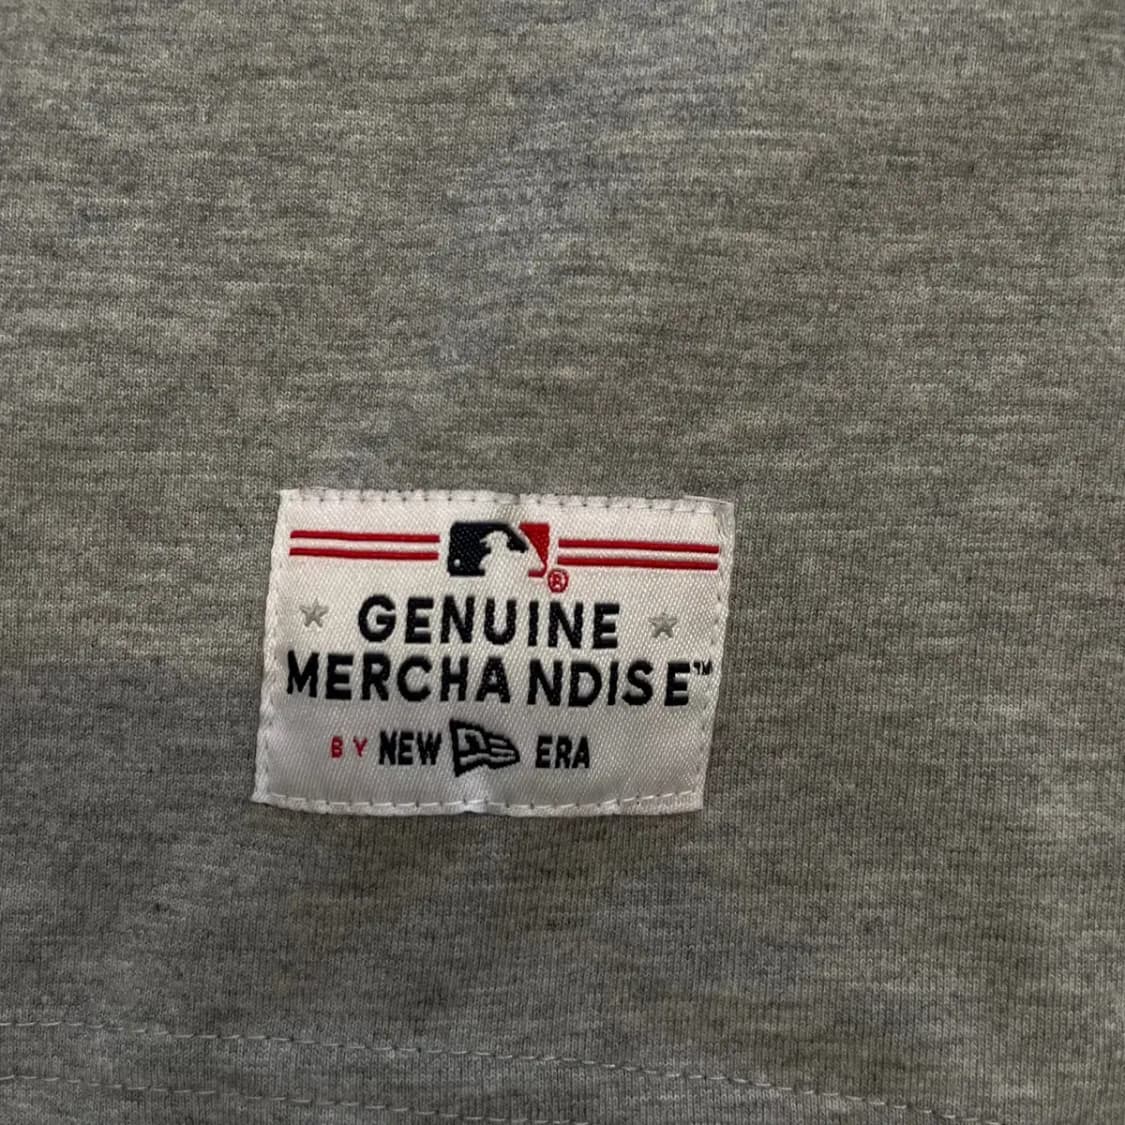 ®
GENUINE
MERCHANDISE™
BY NEW ERA